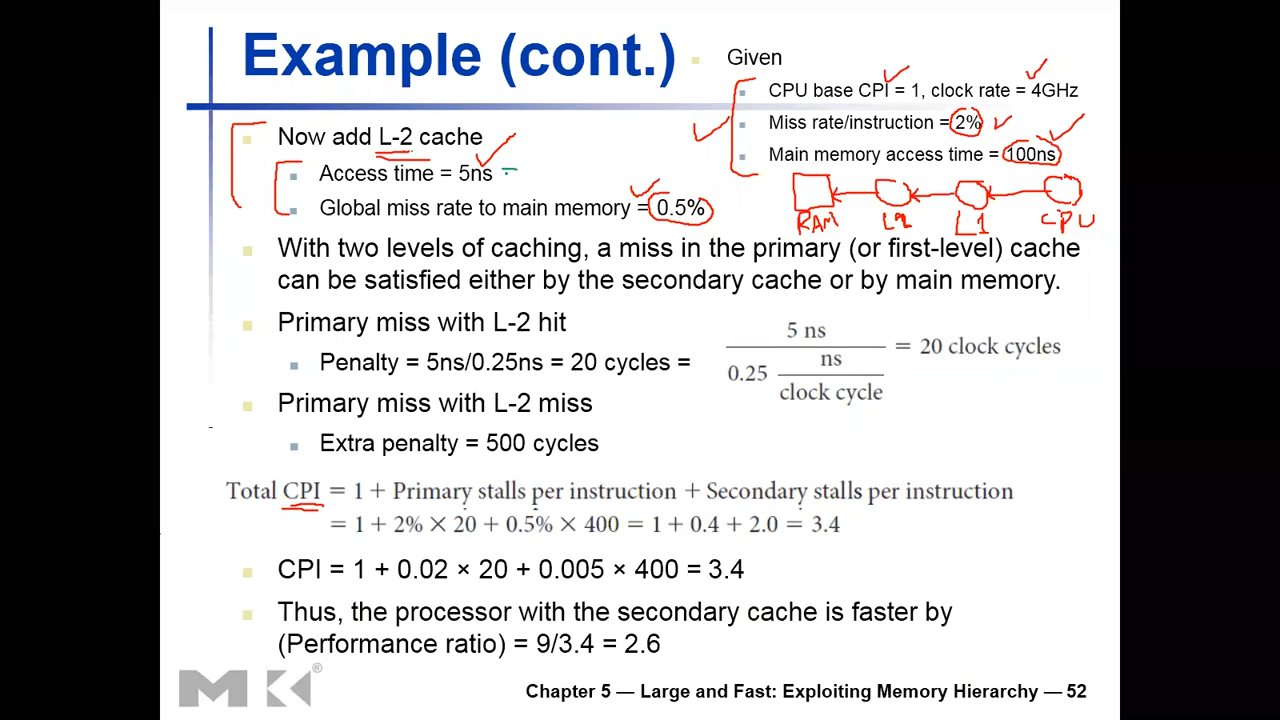 Example (cont.)
Given
CPU base CPI = 1, clock rate = 4GHz
Miss rate/instruction = 2%
Main memory access time = 100ns
RAM L2 L1 CPU
Now add L-2 cache
Access time = 5ns
Global miss rate to main memory = 0.5%
With two levels of caching, a miss in the primary (or first-level) cache
can be satisfied either by the secondary cache or by main memory.
Primary miss with L-2 hit
Penalty = 5ns/0.25ns = 20 cycles =
5 ns
0.25 ns
clock cycle
= 20 clock cycles
Primary miss with L-2 miss
Extra penalty = 500 cycles
Total CPI = 1 + Primary stalls per instruction + Secondary stalls per instruction
= 1 + 2% × 20 + 0.5% × 400 = 1 + 0.4 + 2.0 = 3.4
CPI = 1 + 0.02 × 20 + 0.005 × 400 = 3.4
Thus, the processor with the secondary cache is faster by
(Performance ratio) = 9/3.4 = 2.6
MK®
Chapter 5 — Large and Fast: Exploiting Memory Hierarchy — 52